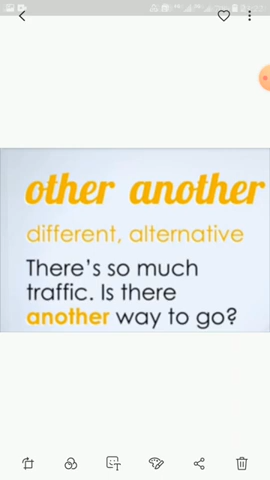 other another
different, alternative
There's so much
traffic. Is there
another way to go?